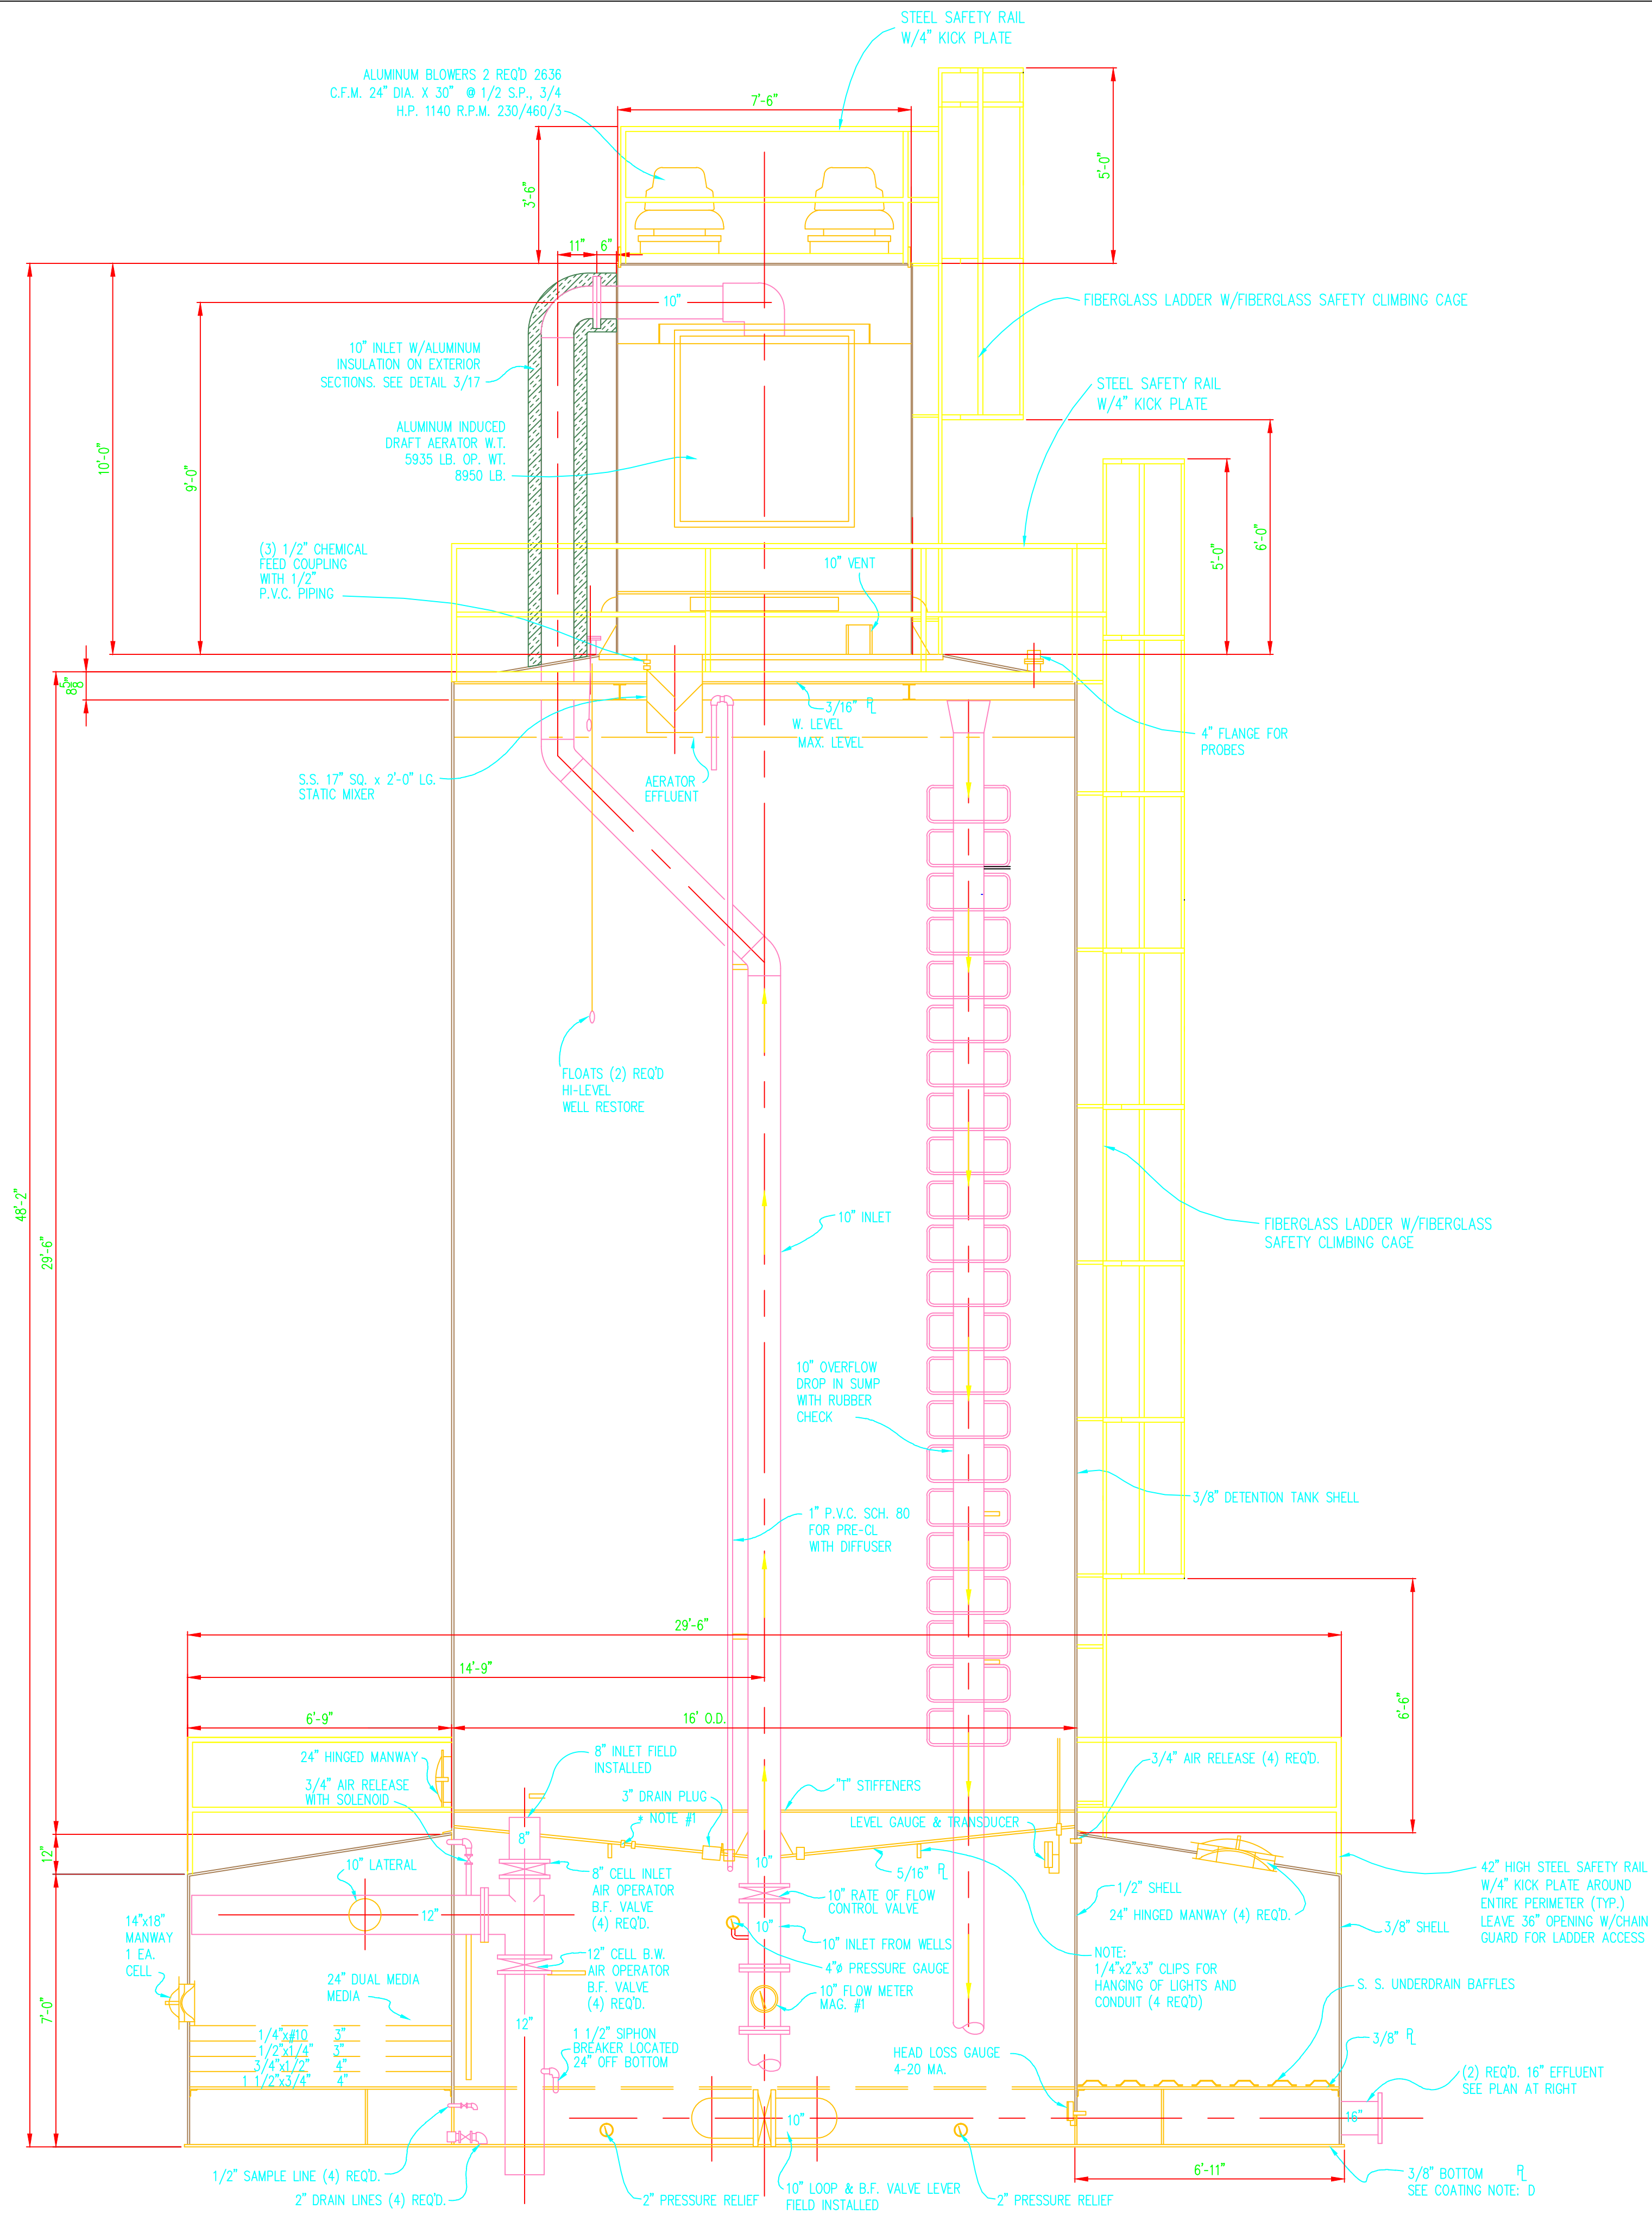 STEEL SAFETY RAIL
W/4" KICK PLATE
ALUMINUM BLOWERS 2 REQ'D 2636
C.F.M. 24" DIA. X 30" @ 1/2 S.P., 3/4
H.P. 1140 R.P.M. 230/460/3
7'-6"
5'-0"
3'-6"
11"
6"
10"
FIBERGLASS LADDER W/FIBERGLASS SAFETY CLIMBING CAGE
10" INLET W/ALUMINUM
INSULATION ON EXTERIOR
SECTIONS. SEE DETAIL 3/17
STEEL SAFETY RAIL
W/4" KICK PLATE
ALUMINUM INDUCED
DRAFT AERATOR W.T.
5935 LB. OP. WT.
8950 LB.
10'-0"
9'-0"
5'-0"
6'-0"
(3) 1/2" CHEMICAL
FEED COUPLING
WITH 1/2"
P.V.C. PIPING
10" VENT
8 5/8"
3/16" PL
W. LEVEL
MAX. LEVEL
4" FLANGE FOR
PROBES
S.S. 17" SQ. x 2'-0" LG.
STATIC MIXER
AERATOR
EFFLUENT
FLOATS (2) REQ'D
HI-LEVEL
WELL RESTORE
48'-2"
29'-6"
10" INLET
FIBERGLASS LADDER W/FIBERGLASS
SAFETY CLIMBING CAGE
10" OVERFLOW
DROP IN SUMP
WITH RUBBER
CHECK
3/8" DETENTION TANK SHELL
1" P.V.C. SCH. 80
FOR PRE-CL
WITH DIFFUSER
29'-6"
14'-9"
6'-9"
16' O.D.
6'-6"
24" HINGED MANWAY
3/4" AIR RELEASE
WITH SOLENOID
8" INLET FIELD
INSTALLED
3" DRAIN PLUG
* NOTE #1
"T" STIFFENERS
LEVEL GAUGE & TRANSDUCER
3/4" AIR RELEASE (4) REQ'D.
12"
10" LATERAL
8"
8" CELL INLET
AIR OPERATOR
B.F. VALVE
(4) REQ'D.
10"
5/16" PL
10" RATE OF FLOW
CONTROL VALVE
1/2" SHELL
24" HINGED MANWAY (4) REQ'D.
42" HIGH STEEL SAFETY RAIL
W/4" KICK PLATE AROUND
ENTIRE PERIMETER (TYP.)
LEAVE 36" OPENING W/CHAIN
GUARD FOR LADDER ACCESS
3/8" SHELL
14"x18"
MANWAY
1 EA.
CELL
12"
10"
10" INLET FROM WELLS
12" CELL B.W.
AIR OPERATOR
B.F. VALVE
(4) REQ'D.
4"ø PRESSURE GAUGE
10" FLOW METER
MAG. #1
NOTE:
1/4"x2"x3" CLIPS FOR
HANGING OF LIGHTS AND
CONDUIT (4 REQ'D)
S. S. UNDERDRAIN BAFFLES
24" DUAL MEDIA
MEDIA
7'-0"
12"
1/4"x#10 3"
1/2"x1/4" 3"
3/4"x1/2" 4"
1 1/2"x3/4" 4"
1 1/2" SIPHON
BREAKER LOCATED
24" OFF BOTTOM
HEAD LOSS GAUGE
4-20 MA.
3/8" PL
(2) REQ'D. 16" EFFLUENT
SEE PLAN AT RIGHT
10"
16"
1/2" SAMPLE LINE (4) REQ'D.
2" DRAIN LINES (4) REQ'D.
2" PRESSURE RELIEF
10" LOOP & B.F. VALVE LEVER
FIELD INSTALLED
2" PRESSURE RELIEF
6'-11"
3/8" BOTTOM PL
SEE COATING NOTE: D